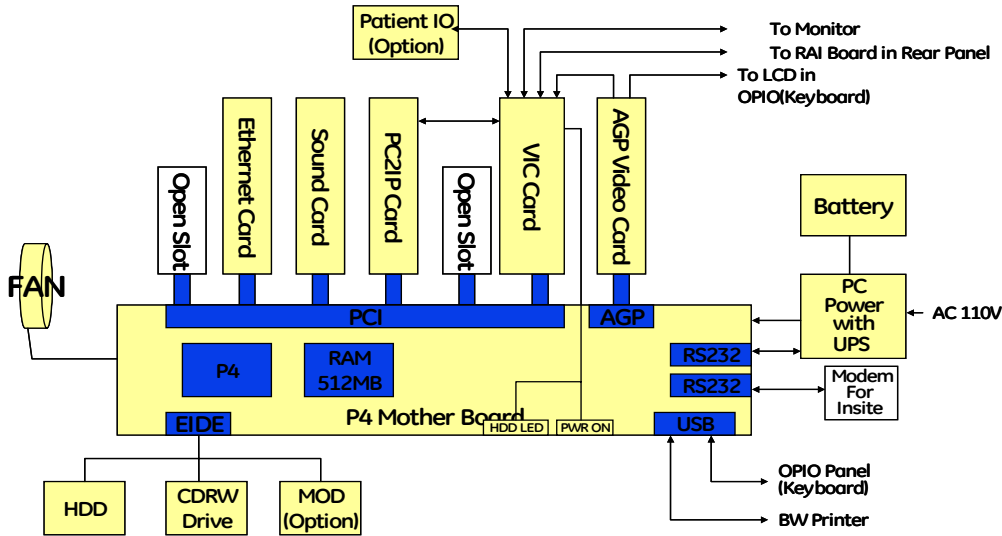 Patient IO
(Option)
To Monitor
To RAI Board in Rear Panel
To LCD in
OPIO(Keyboard)
Open Slot
Ethernet Card
Sound Card
PC2IP Card
Open Slot
VIC Card
AGP Video Card
Battery
FAN
PC
Power
with
UPS
AC 110V
PCI
AGP
P4
RAM
512MB
RS232
RS232
Modem
For
Insite
P4 Mother Board
EIDE
HDD LED
PWR ON
USB
HDD
CDRW
Drive
MOD
(Option)
OPIO Panel
(Keyboard)
BW Printer